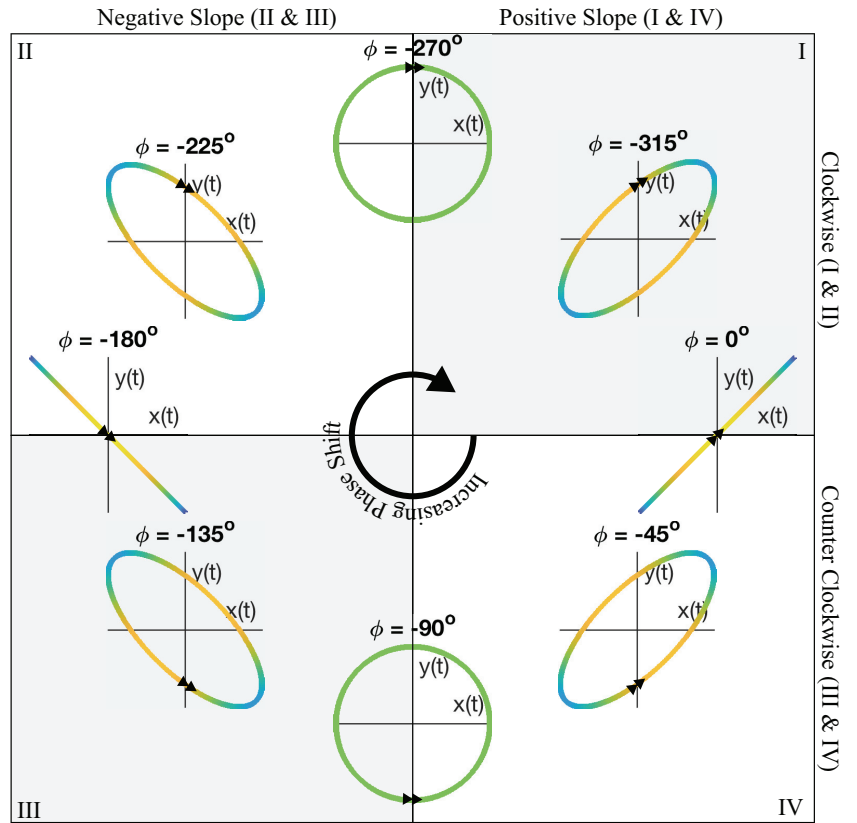 Negative Slope (II & III)
Positive Slope (I & IV)
II
I
ϕ = -270°
y(t)
x(t)
ϕ = -225°
y(t)
x(t)
ϕ = -315°
y(t)
x(t)
Clockwise (I & II)
ϕ = -180°
y(t)
x(t)
ϕ = 0°
y(t)
x(t)
Increasing Phase Shift
ϕ = -135°
y(t)
x(t)
ϕ = -45°
y(t)
x(t)
Counter Clockwise (III & IV)
ϕ = -90°
y(t)
x(t)
III
IV